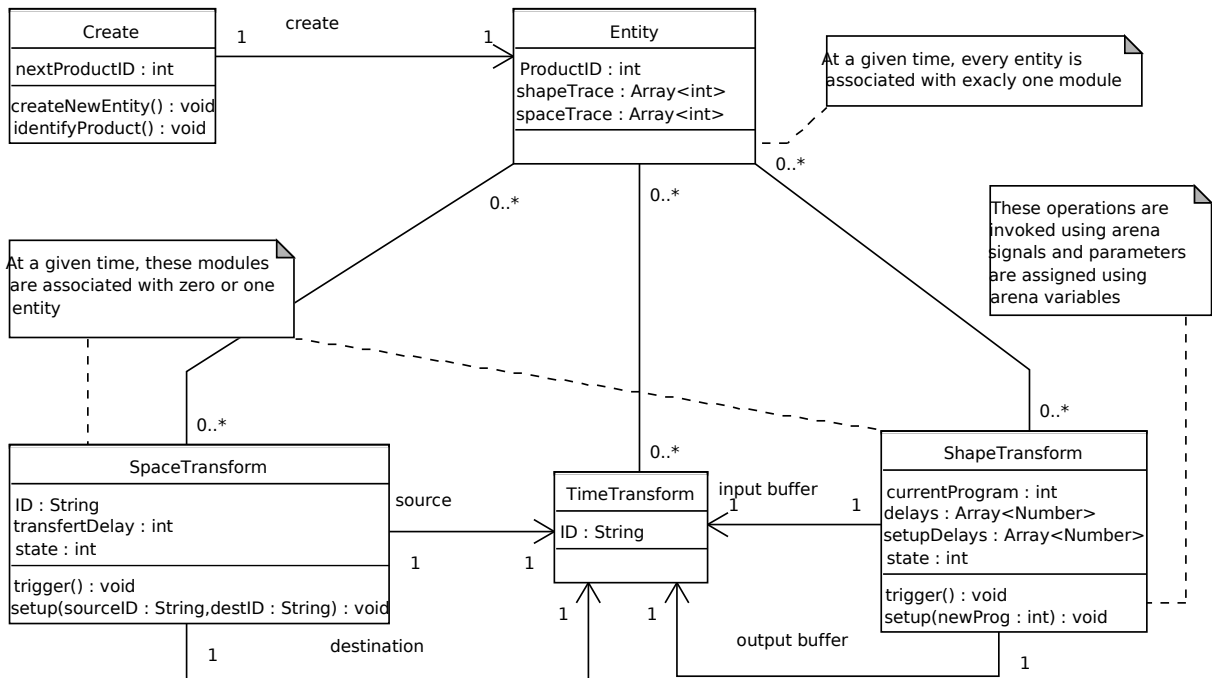 Create
nextProductID : int
createNewEntity() : void
identifyProduct() : void
1
create
1
Entity
ProductID : int
shapeTrace : Array<int>
spaceTrace : Array<int>
At a given time, every entity is
associated with exacly one module
0..*
0..*
0..*
These operations are
invoked using arena
signals and parameters
are assigned using
arena variables
At a given time, these modules
are associated with zero or one
entity
0..*
0..*
0..*
SpaceTransform
ID : String
transfertDelay : int
state : int
trigger() : void
setup(sourceID : String,destID : String) : void
source
1
1
TimeTransform
ID : String
input buffer
1
1
ShapeTransform
currentProgram : int
delays : Array<Number>
setupDelays : Array<Number>
state : int
trigger() : void
setup(newProg : int) : void
1
destination
1
1
output buffer
1